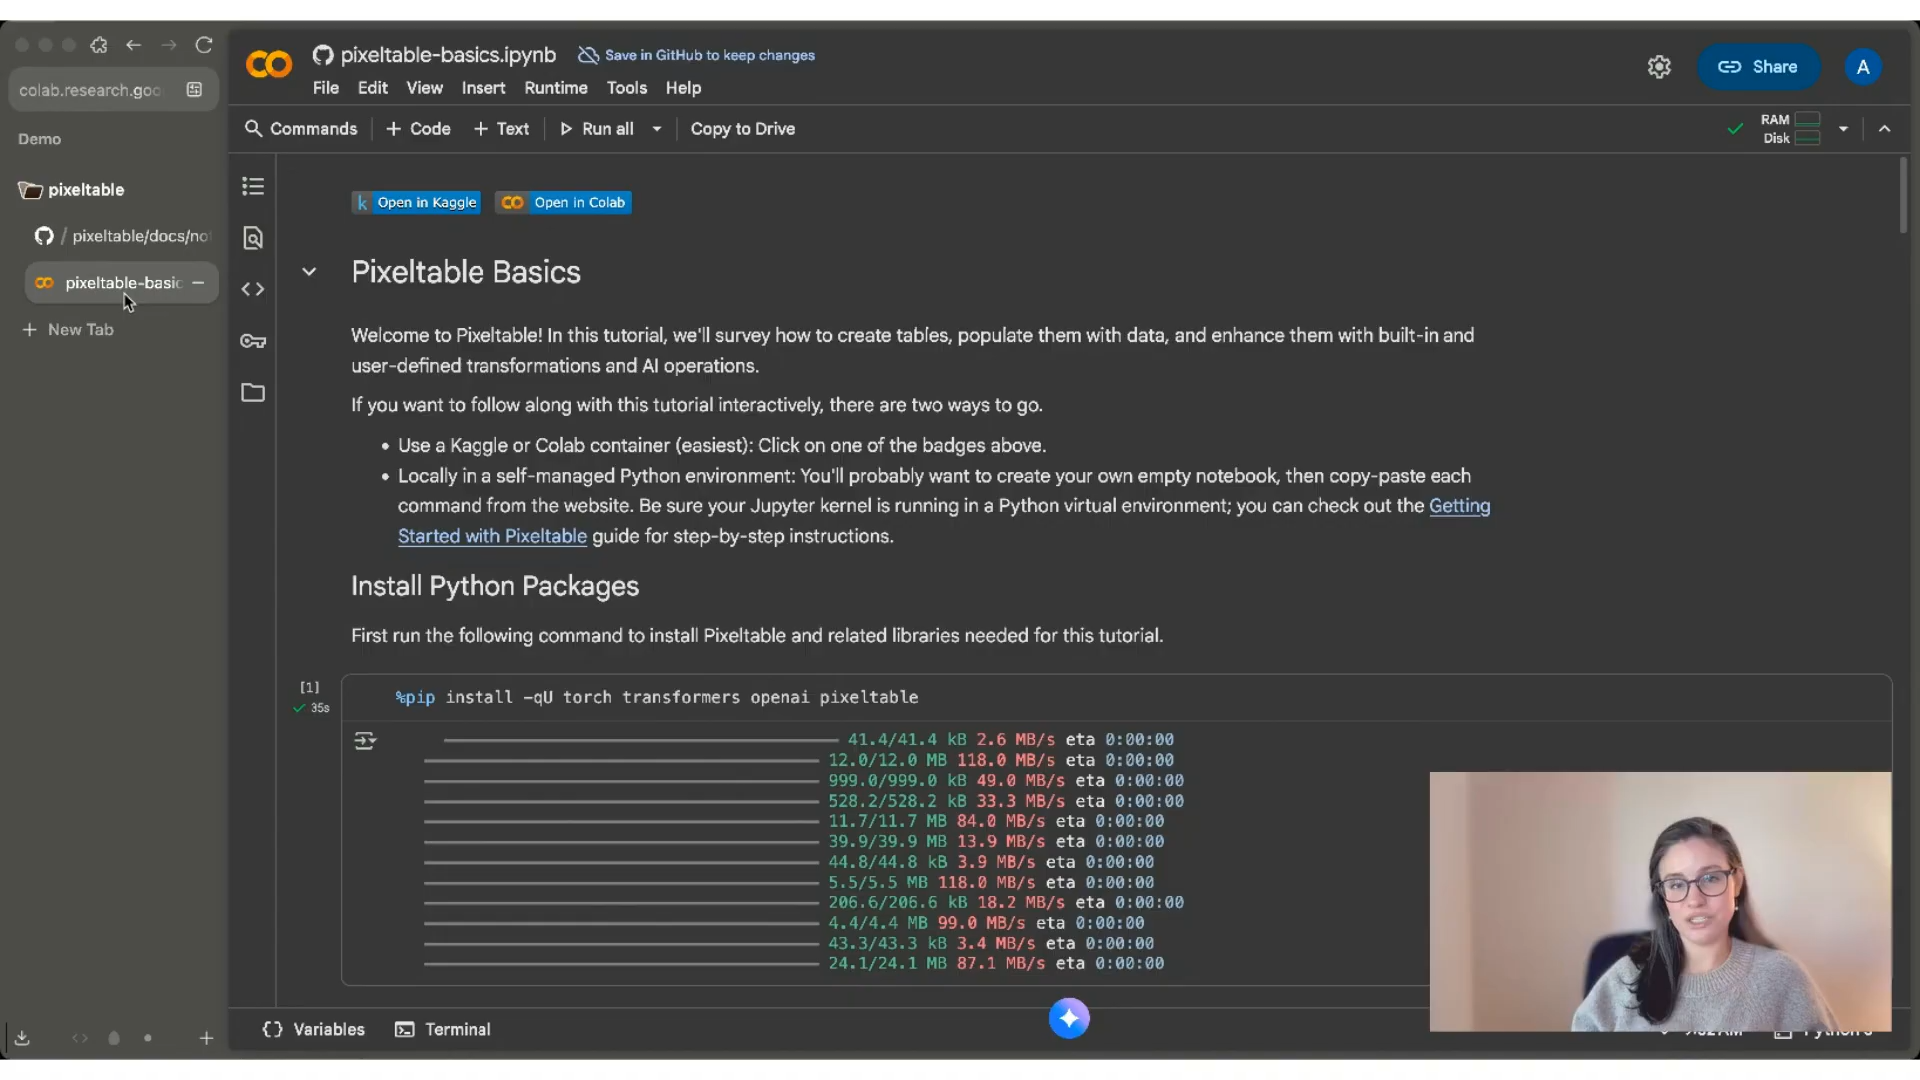 pixeltable-basics.ipynb
Save in GitHub to keep changes
Share
A
colab.research.goo
File Edit View Insert Runtime Tools Help
Demo
Commands
+ Code + Text
Run all
Copy to Drive
RAM
Disk
pixeltable
/ pixeltable/docs/no
pixeltable-basic
+ New Tab
k Open in Kaggle
Open in Colab
Pixeltable Basics
Welcome to Pixeltable! In this tutorial, we'll survey how to create tables, populate them with data, and enhance them with built-in and
user-defined transformations and AI operations.
If you want to follow along with this tutorial interactively, there are two ways to go.
• Use a Kaggle or Colab container (easiest): Click on one of the badges above.
• Locally in a self-managed Python environment: You'll probably want to create your own empty notebook, then copy-paste each
command from the website. Be sure your Jupyter kernel is running in a Python virtual environment; you can check out the Getting
Started with Pixeltable guide for step-by-step instructions.
Install Python Packages
First run the following command to install Pixeltable and related libraries needed for this tutorial.
[1]
35s
%pip install -qU torch transformers openai pixeltable
41.4/41.4 kB 2.6 MB/s eta 0:00:00
12.0/12.0 MB 118.0 MB/s eta 0:00:00
999.0/999.0 kB 49.0 MB/s eta 0:00:00
528.2/528.2 kB 33.3 MB/s eta 0:00:00
11.7/11.7 MB 84.0 MB/s eta 0:00:00
39.9/39.9 MB 13.9 MB/s eta 0:00:00
44.8/44.8 kB 3.9 MB/s eta 0:00:00
5.5/5.5 MB 118.0 MB/s eta 0:00:00
206.6/206.6 kB 18.2 MB/s eta 0:00:00
4.4/4.4 MB 99.0 MB/s eta 0:00:00
43.3/43.3 kB 3.4 MB/s eta 0:00:00
24.1/24.1 MB 87.1 MB/s eta 0:00:00
{} Variables
Terminal